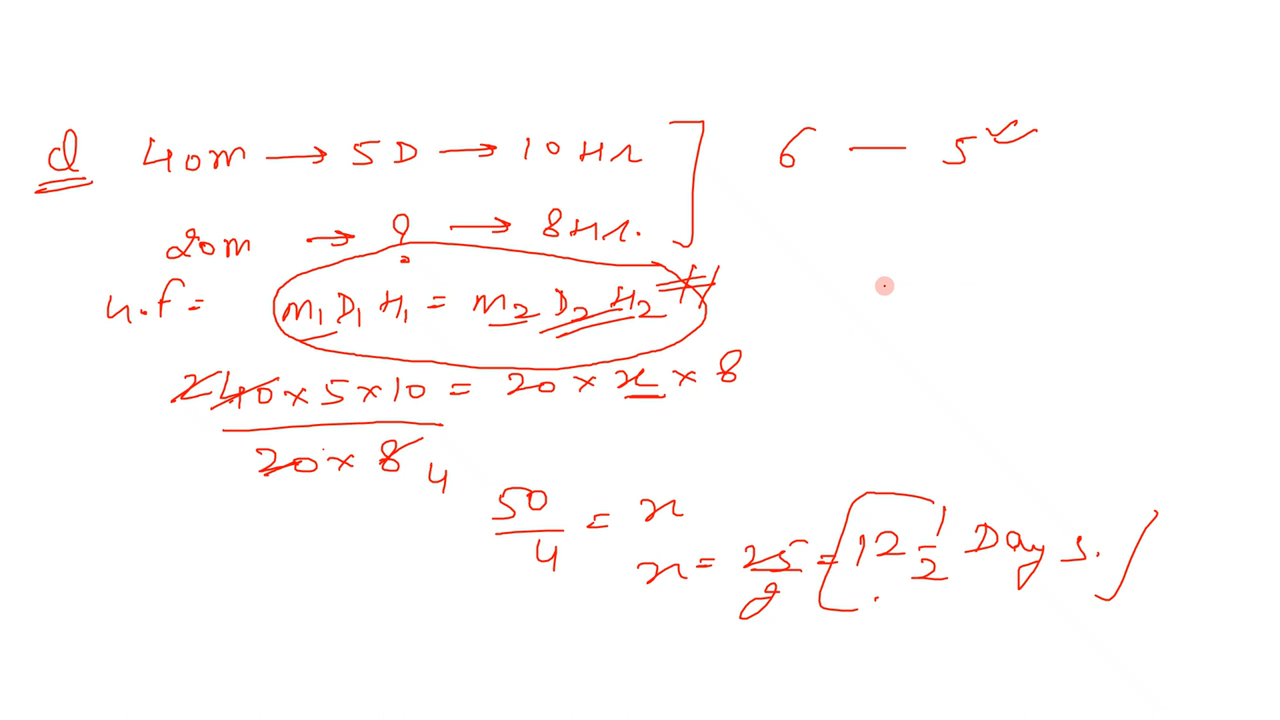 d 40m → 5D → 10Hr ] 6 — 5
20m → ? → 8Hr.
u.f = m₁ D₁ H₁ = m₂ D₂ H₂
2 40 × 5 × 10 = 20 × x × 8
20 × 8 4
50/4 = x
x = 25/2 = [12 1/2 Days.]